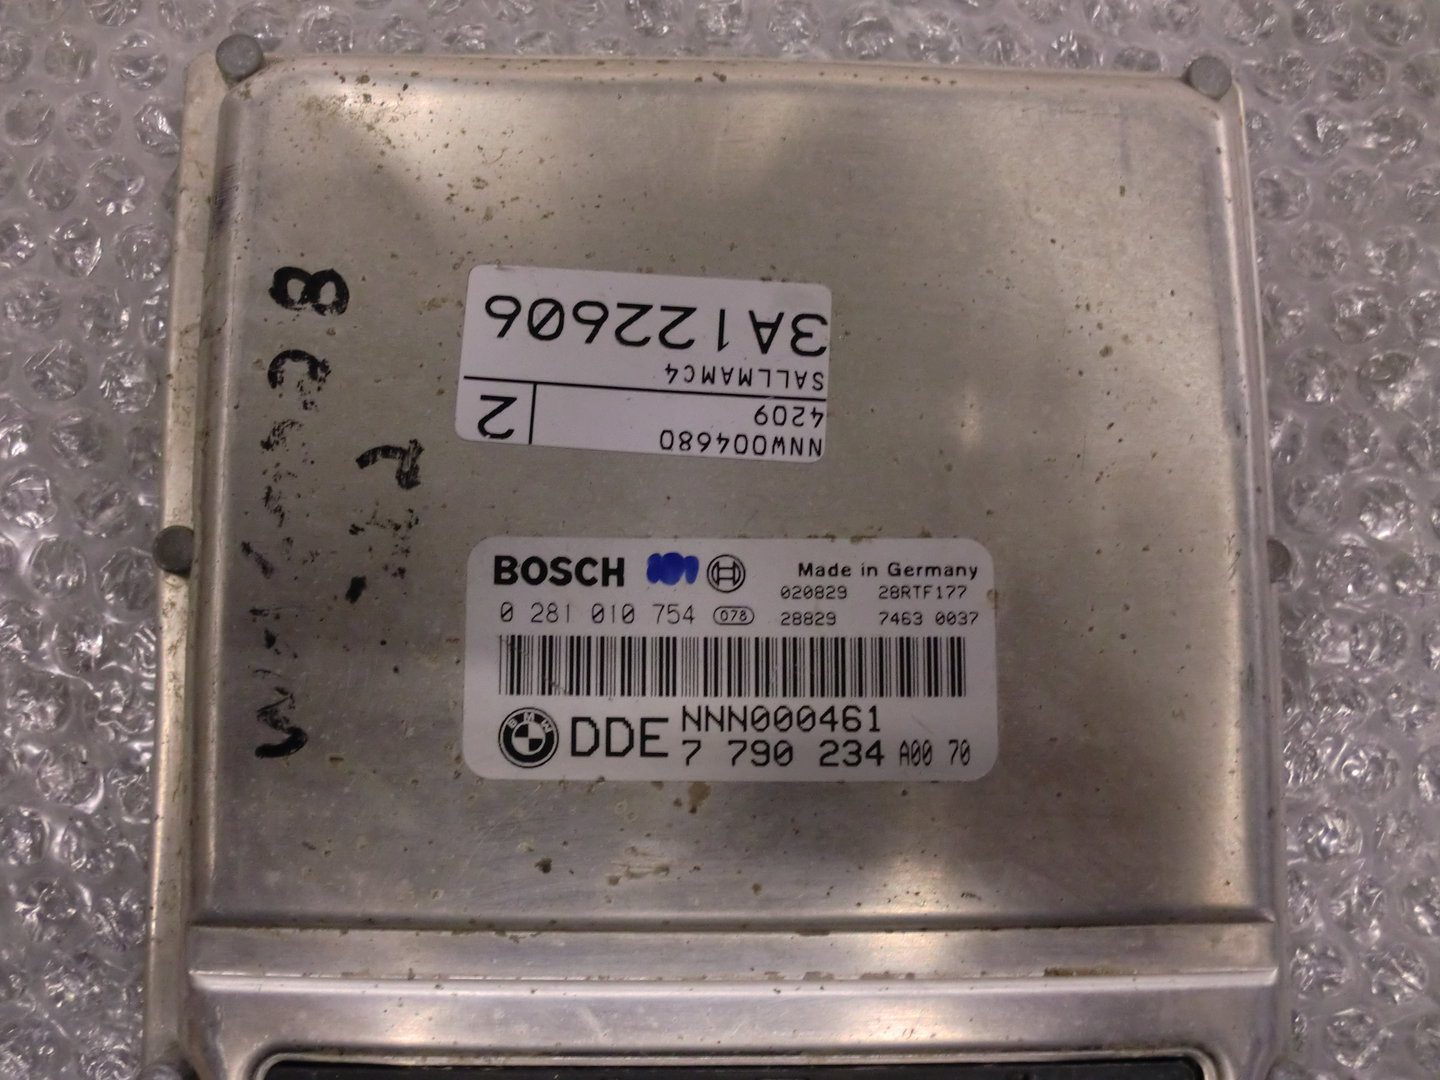 3A122606
SALLMAMC4
4209
NNW004680
2
BOSCH
Made in Germany
020829 28RTF177
0 281 010 754 078 28829 7463 0037
BMW
DDE NNN000461
7 790 234 A00 70